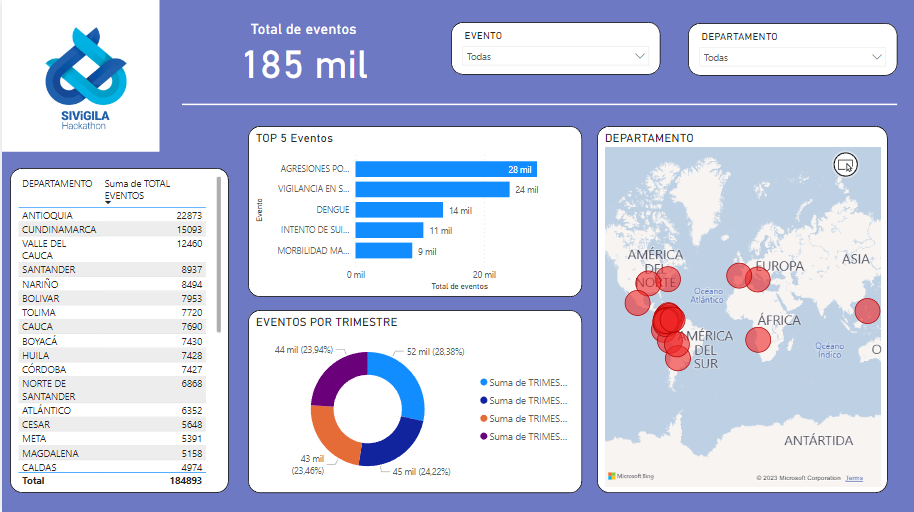 SIViGILA
Hackathon
Total de eventos
185 mil
EVENTO
Todas
DEPARTAMENTO
Todas
DEPARTAMENTO Suma de TOTAL
EVENTOS
ANTIOQUIA 22873
CUNDINAMARCA 15093
VALLE DEL 12460
CAUCA
SANTANDER 8937
NARIÑO 8494
BOLIVAR 7953
TOLIMA 7720
CAUCA 7690
BOYACÁ 7430
HUILA 7428
CÓRDOBA 7427
NORTE DE 6868
SANTANDER
ATLÁNTICO 6352
CESAR 5648
META 5391
MAGDALENA 5158
CALDAS 4974
Total 184893
TOP 5 Eventos
Evento
AGRESIONES PO... 28 mil
VIGILANCIA EN S... 24 mil
DENGUE 14 mil
INTENTO DE SUI... 11 mil
MORBILIDAD MA... 9 mil
0 mil 20 mil
Total de eventos
EVENTOS POR TRIMESTRE
44 mil (23,94%)
52 mil (28,38%)
43 mil
(23,46%)
45 mil (24,22%)
Suma de TRIMES...
Suma de TRIMES...
Suma de TRIMES...
Suma de TRIMES...
DEPARTAMENTO
AMÉRICA
DEL
NORTE
EUROPA
ASIA
Océano
Atlántico
ÁFRICA
AMÉRICA
DEL
SUR
Océano
Índico
O
ANTÁRTIDA
Microsoft Bing
© 2023 Microsoft Corporation Terms